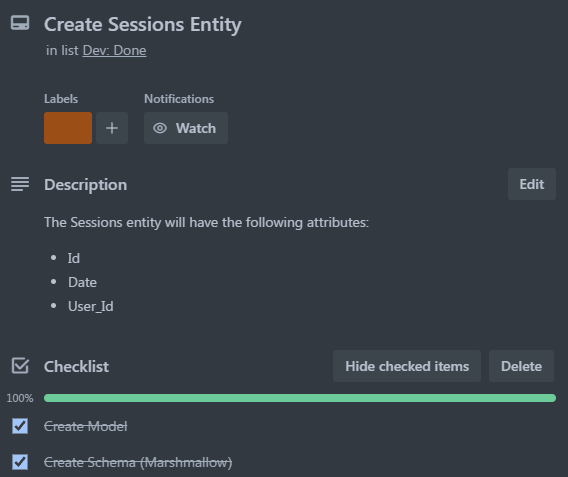 Create Sessions Entity
in list Dev: Done
Labels
Notifications
Watch
Description
Edit
The Sessions entity will have the following attributes:
Id
Date
User_Id
Checklist
Hide checked items
Delete
100%
Create Model
Create Schema (Marshmallow)